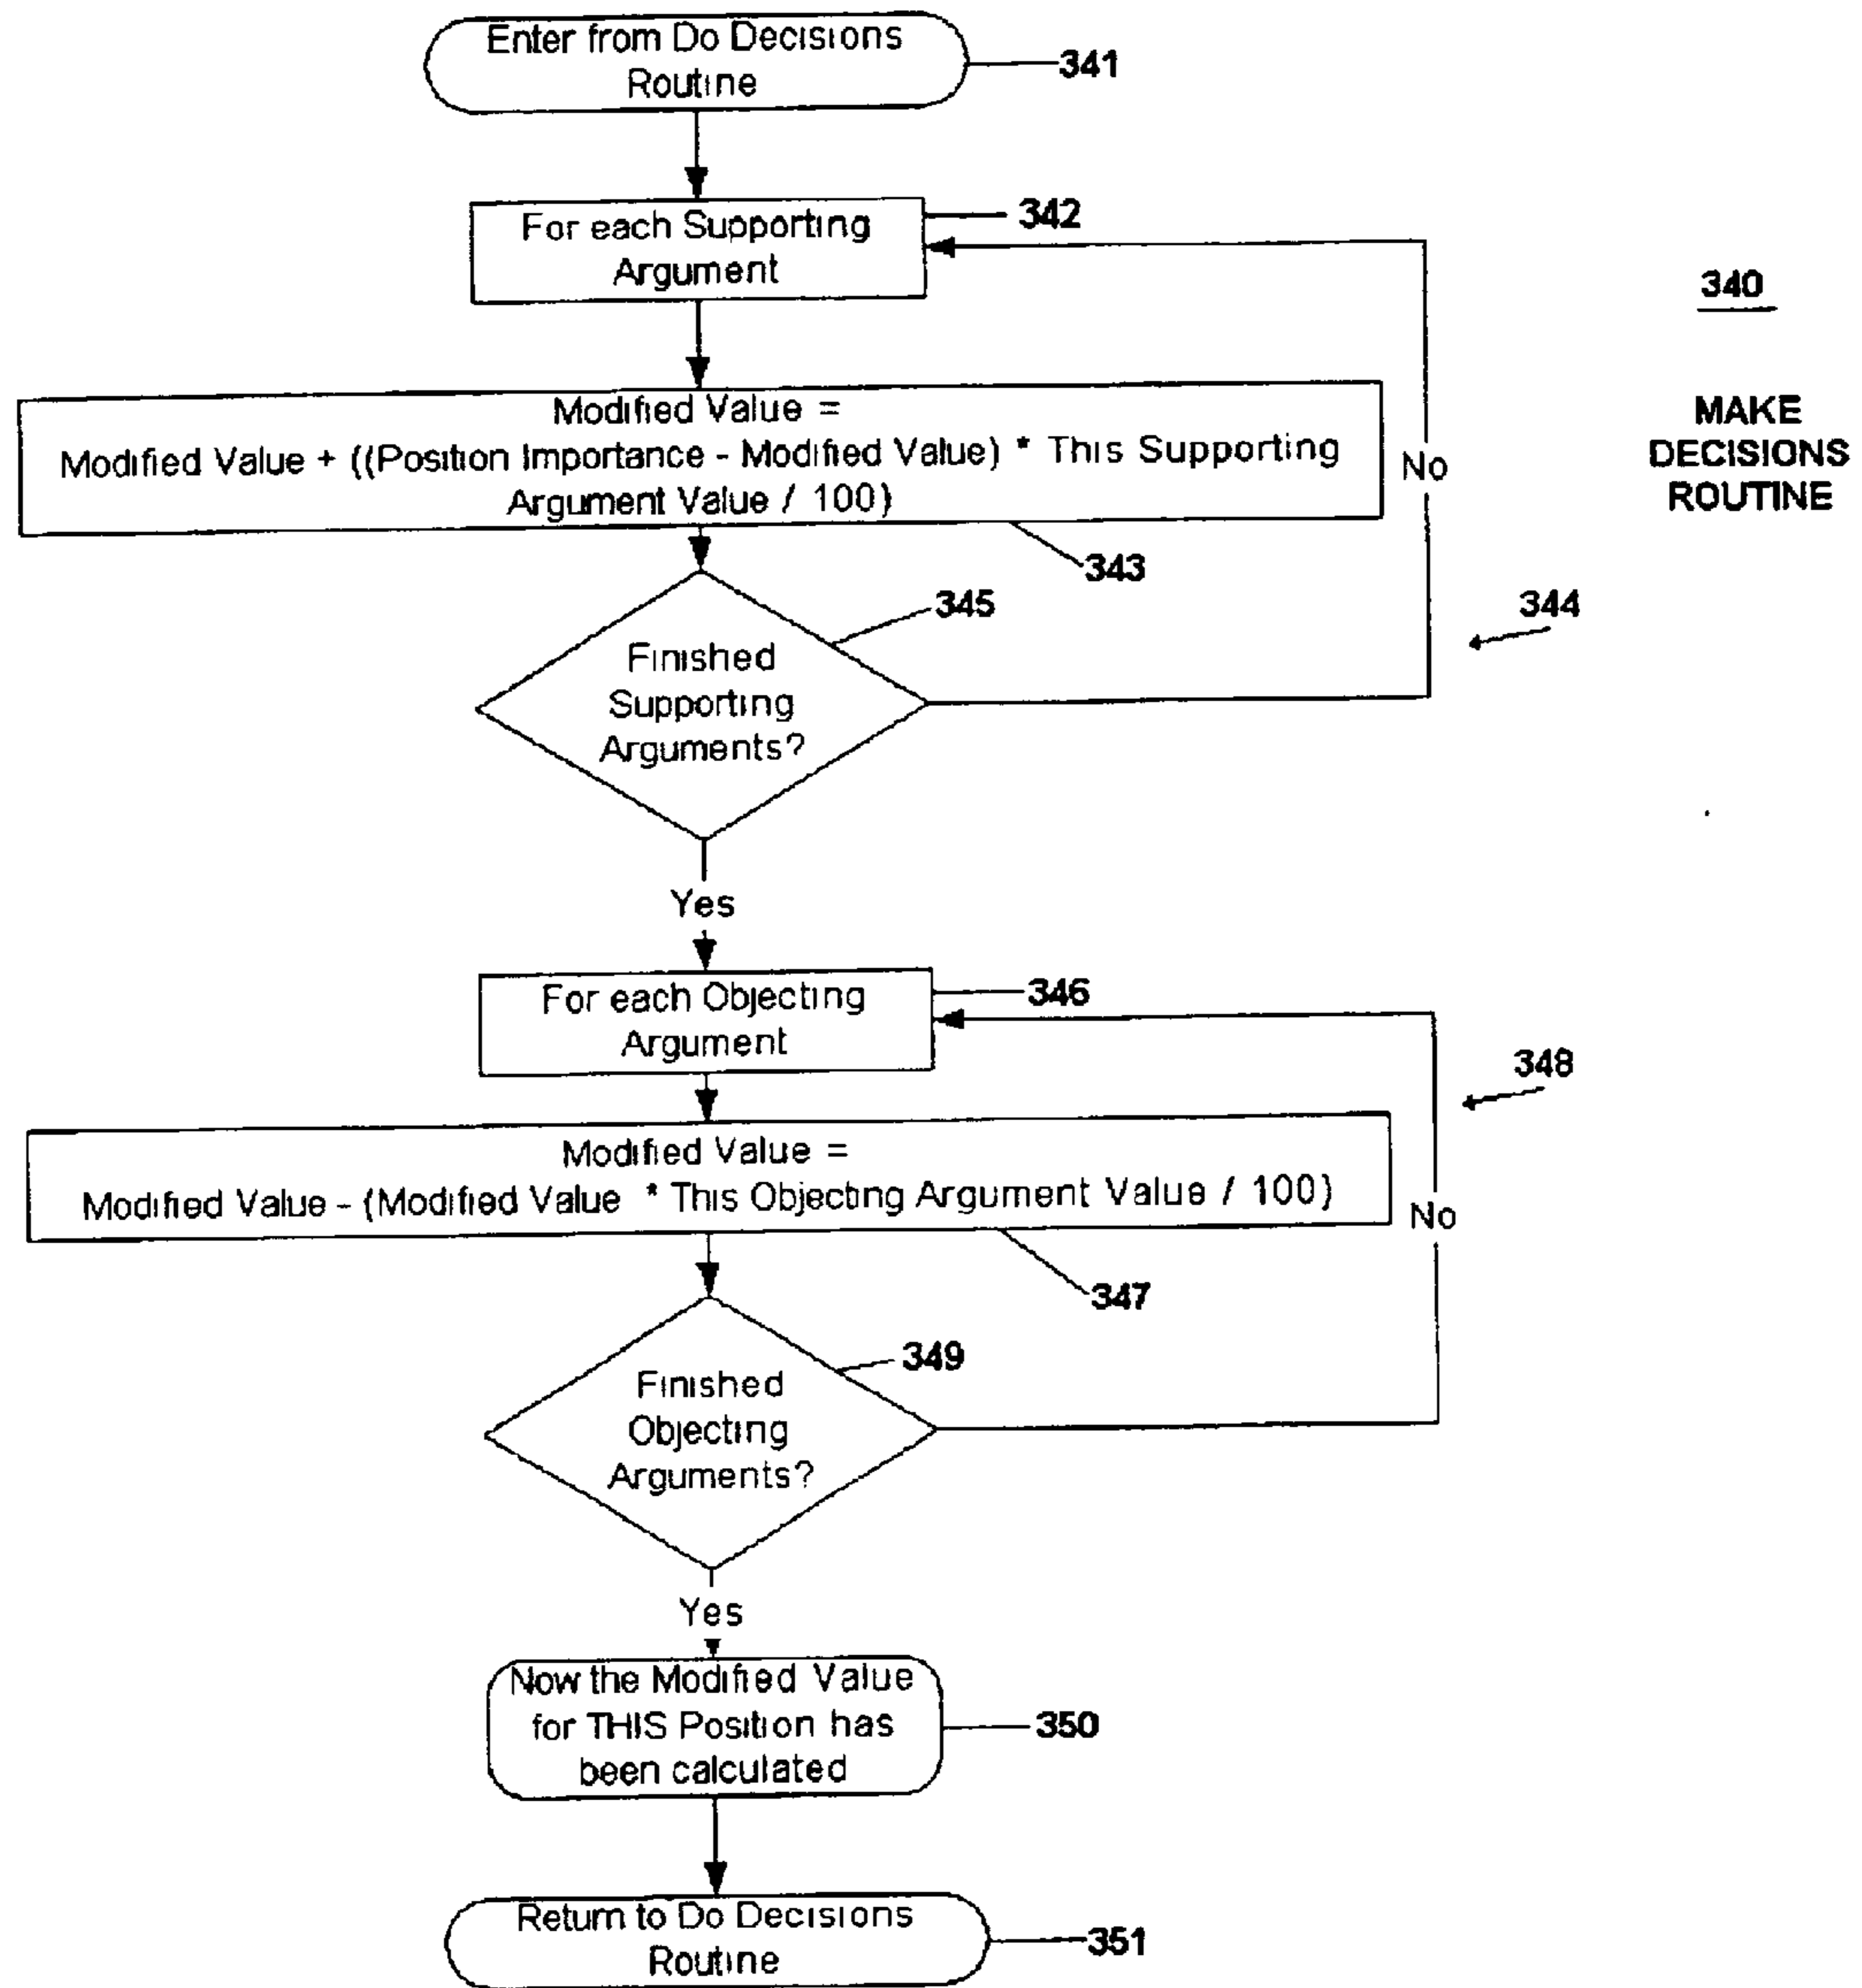 Enter from Do Decisions
Routine
341
For each Supporting
Argument
342
340
MAKE
DECISIONS
ROUTINE
Modified Value =
Modified Value + ((Position Importance - Modified Value) * This Supporting
Argument Value / 100)
No
343
345
344
Finished
Supporting
Arguments?
Yes
For each Objecting
Argument
346
348
Modified Value =
Modified Value - (Modified Value * This Objecting Argument Value / 100)
No
347
349
Finished
Objecting
Arguments?
Yes
Now the Modified Value
for THIS Position has
been calculated
350
Return to Do Decisions
Routine
351